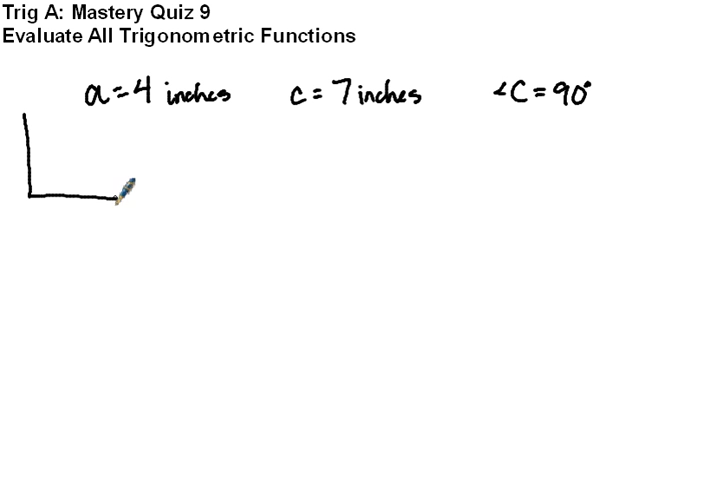 Trig A: Mastery Quiz 9
Evaluate All Trigonometric Functions
a = 4 inches c = 7 inches ∠C = 90°